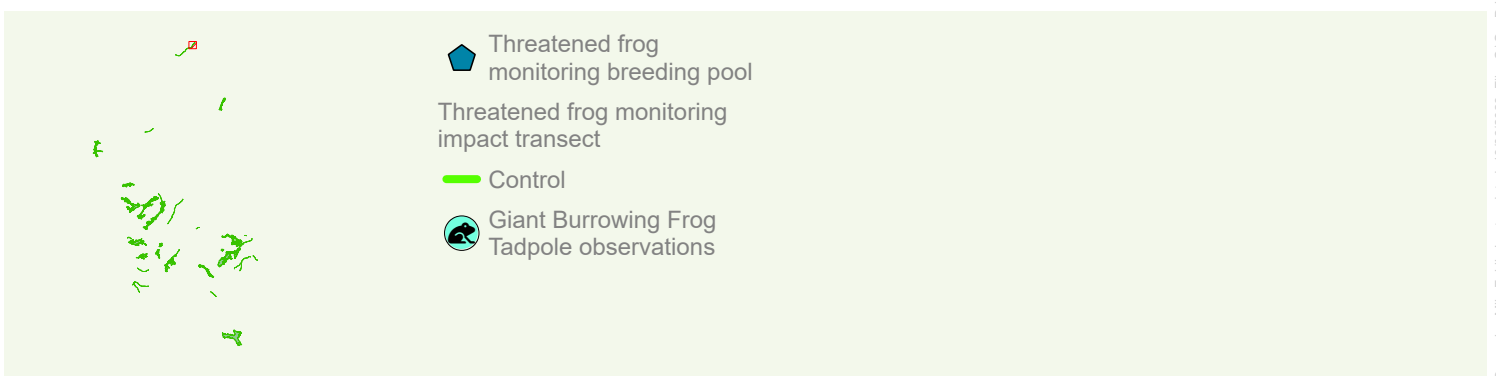 Threatened frog
monitoring breeding pool
Threatened frog monitoring
impact transect
Control
Giant Burrowing Frog
Tadpole observations